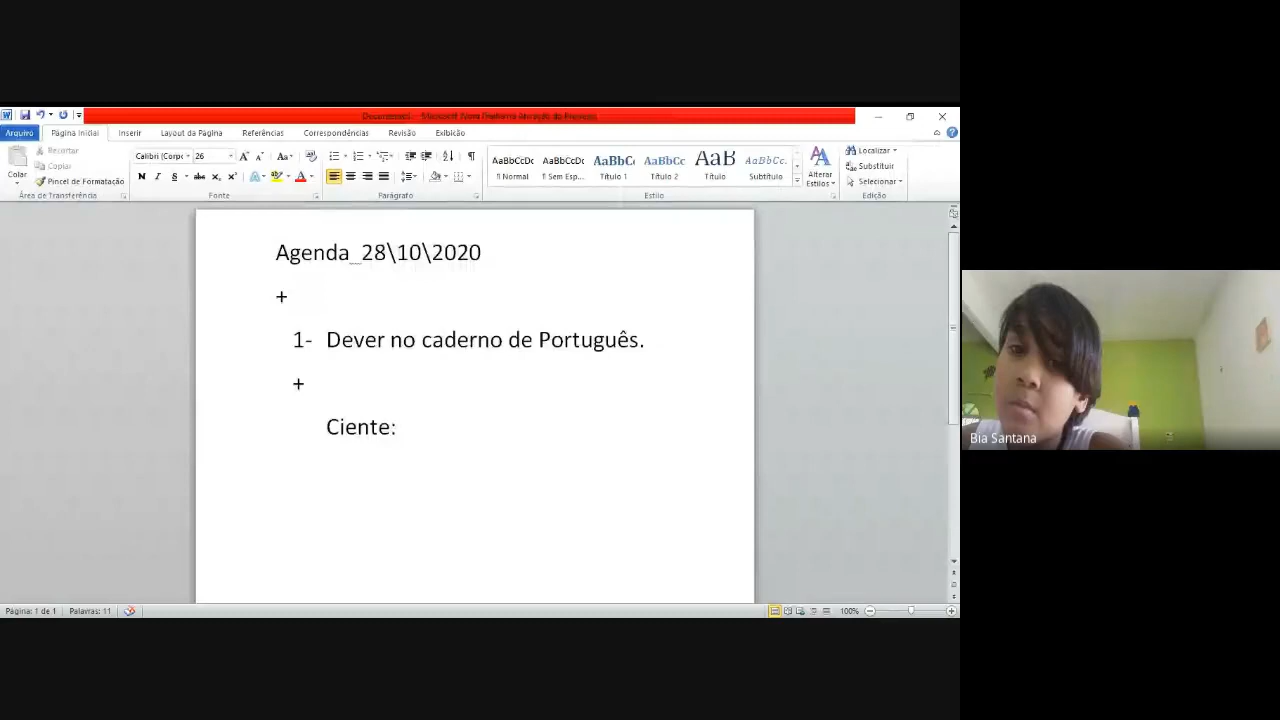 Arquivo Página Inicial Inserir Layout da Página Referências Correspondências Revisão Exibição
Colar
Recortar
Copiar
Pincel de Formatação
Área de Transferência
Calibri (Corpo 26
Fonte
Parágrafo
AaBbCcDc AaBbCcDc AaBbCc AaBbCc AaB AaBbCc.
¶ Normal ¶ Sem Esp... Título 1 Título 2 Título Subtítulo
Estilo
Alterar
Estilos
Localizar
Substituir
Selecionar
Edição
Agenda_28\10\2020
+
1- Dever no caderno de Português.
+
Ciente:
Bia Santana
Página: 1 de 1 Palavras: 11 100%